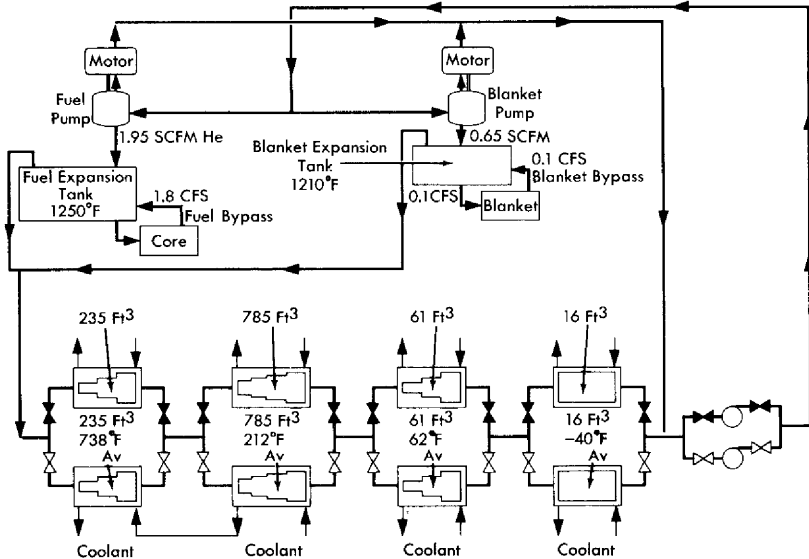 Motor
Motor
Fuel
Pump
Blanket
Pump
1.95 SCFM He
0.65 SCFM
Blanket Expansion
Tank
1210°F
0.1 CFS
Blanket Bypass
Fuel Expansion
Tank
1250°F
1.8 CFS
Fuel Bypass
0.1CFS
Blanket
Core
235 Ft3
785 Ft3
61 Ft3
16 Ft3
235 Ft3
738°F
Av
785 Ft3
212°F
Av
61 Ft3
62°F
Av
16 Ft3
-40°F
Av
Coolant
Coolant
Coolant
Coolant